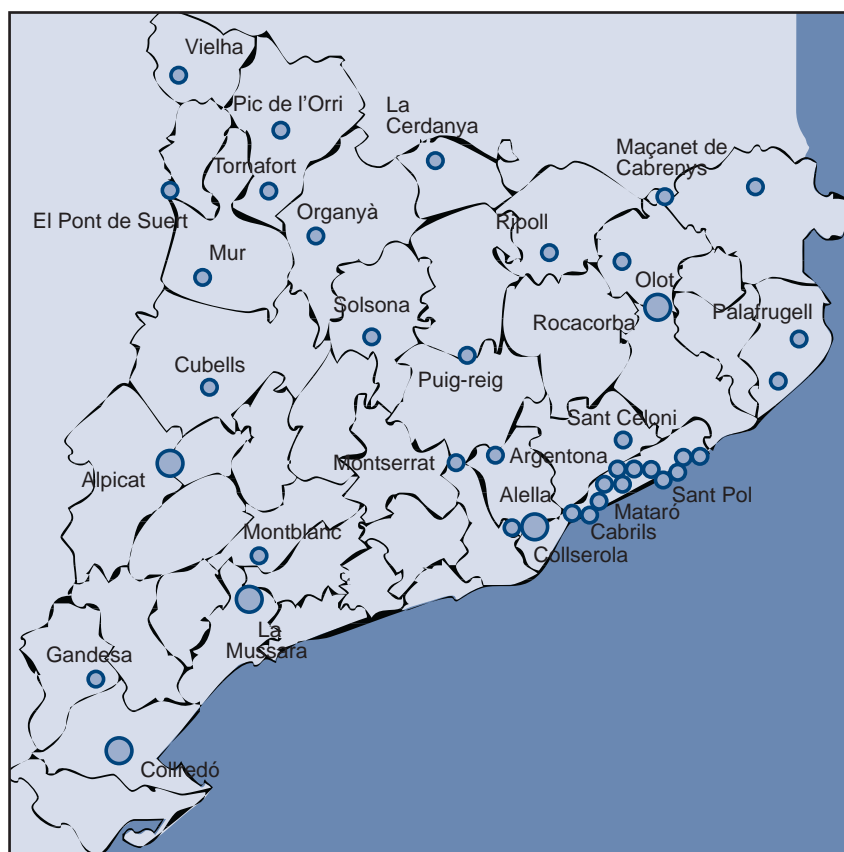 Vielha
Pic de l'Orri
La
Cerdanya
Maçanet de
Cabrenys
Tornafort
El Pont de Suert
Organyà
Ripoll
Mur
Olot
Solsona
Rocacorba
Palafrugell
Cubells
Puig-reig
Sant Celoni
Montserrat
Argentona
Alpicat
Alella
Sant Pol
Mataró
Montblanc
Cabrils
Collserola
La
Mussara
Gandesa
Collredó